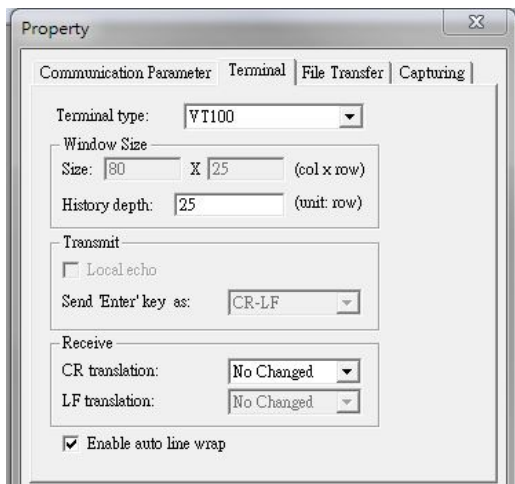 Property
Communication Parameter Terminal File Transfer Capturing
Terminal type: VT100
Window Size
Size: 80 X 25 (col x row)
History depth: 25 (unit: row)
Transmit
Local echo
Send 'Enter' key as: CR-LF
Receive
CR translation: No Changed
LF translation: No Changed
Enable auto line wrap